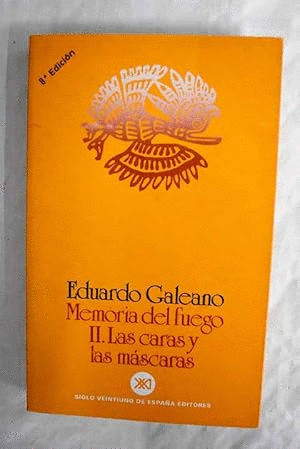 8ª Edición
Eduardo Galeano
Memoria del fuego
II. Las caras y
las máscaras
SIGLO VEINTIUNO DE ESPAÑA EDITORES